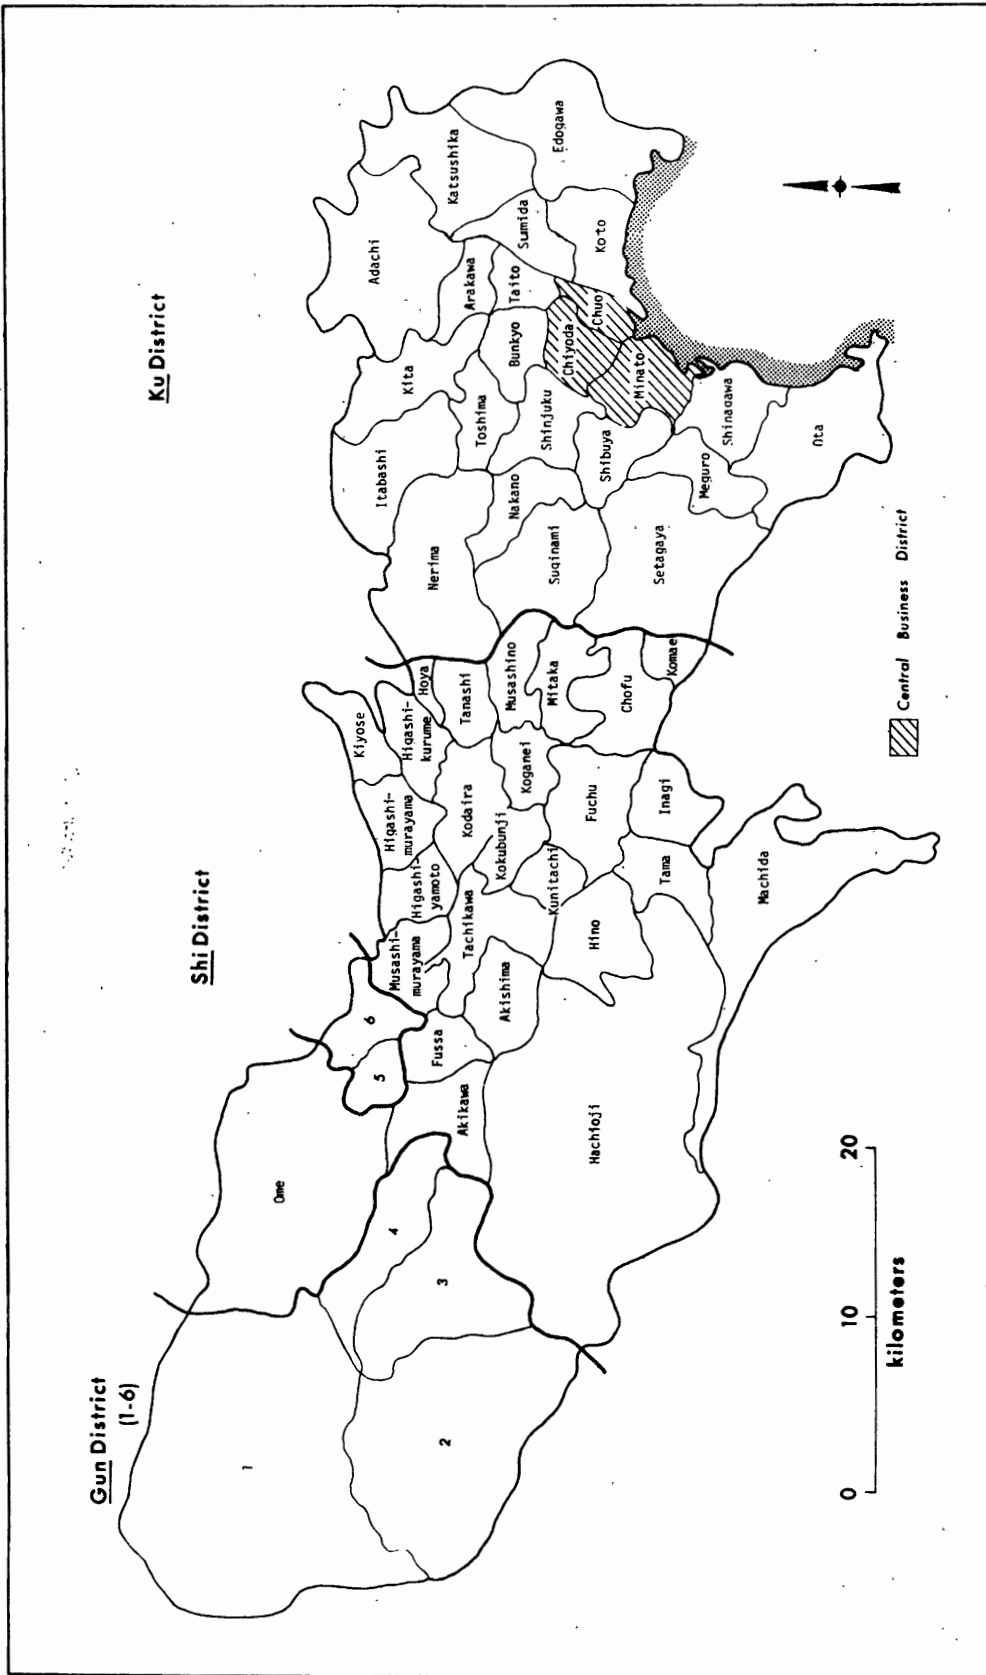 Gun District
(1-6)
Shi District
Ku District
1
2
3
4
5
6
Ome
Akikawa
Fussa
Hachioji
Akishima
Musashi-
murayama
Higashi-
yamoto
Tachikawa
Hino
Higashi-
murayama
Kodaira
Kokubunji
Kunitachi
Fuchu
Tama
Inagi
Machida
Kiyose
Higashi-
kurume
Hoya
Tanashi
Koganei
Musashino
Mitaka
Chofu
Komae
Nerima
Itabashi
Kita
Adachi
Katsushika
Edogawa
Toshima
Arakawa
Sumida
Nakano
Bunkyo
Taito
Koto
Suginami
Shinjuku
Chiyoda
Chuo
Shibuya
Minato
Setagaya
Meguro
Shinagawa
Ota
0 10 20
kilometers
Central Business District